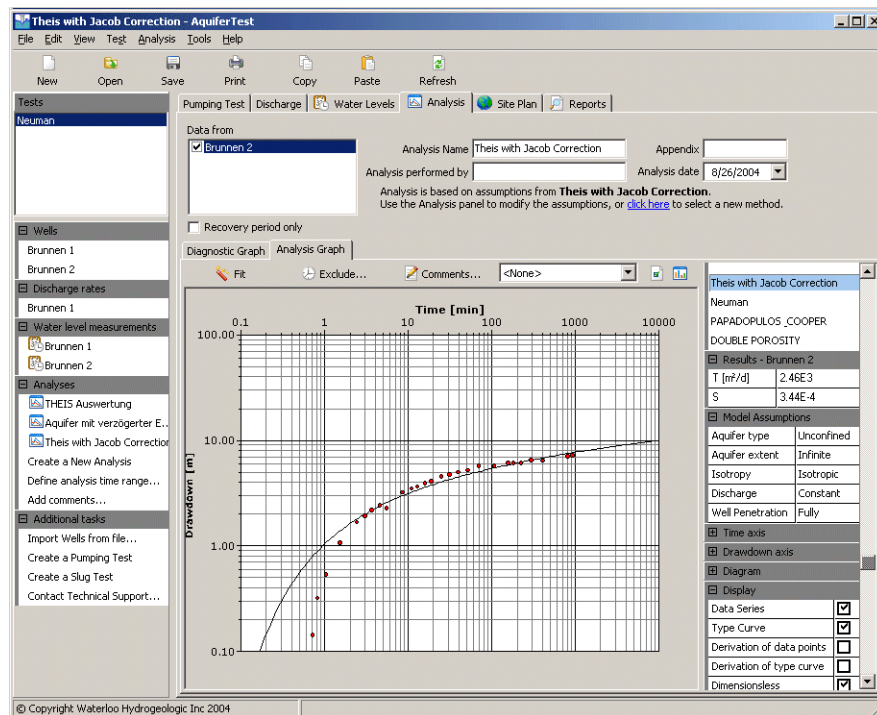 Theis with Jacob Correction - AquiferTest
File Edit View Test Analysis Tools Help
New Open Save Print Copy Paste Refresh
Tests
Neuman
Wells
Brunnen 1
Brunnen 2
Discharge rates
Brunnen 1
Water level measurements
Brunnen 1
Brunnen 2
Analyses
THEIS Auswertung
Aquifer mit verzögerter E..
Theis with Jacob Correction
Create a New Analysis
Define analysis time range...
Add comments...
Additional tasks
Import Wells from file...
Create a Pumping Test
Create a Slug Test
Contact Technical Support...
Pumping Test Discharge Water Levels Analysis Site Plan Reports
Data from
Brunnen 2
Recovery period only
Analysis Name Theis with Jacob Correction Appendix
Analysis performed by Analysis date 8/26/2004
Analysis is based on assumptions from Theis with Jacob Correction.
Use the Analysis panel to modify the assumptions, or click here to select a new method.
Diagnostic Graph Analysis Graph
Fit Exclude... Comments... <None>
Time [min]
0.1 1 10 100 1000 10000
100.00
10.00
1.00
0.10
Drawdown [m]
Theis with Jacob Correction
Neuman
PAPADOPULOS _COOPER
DOUBLE POROSITY
Results - Brunnen 2
T [m²/d] 2.46E3
S 3.44E-4
Model Assumptions
Aquifer type Unconfined
Aquifer extent Infinite
Isotropy Isotropic
Discharge Constant
Well Penetration Fully
Time axis
Drawdown axis
Diagram
Display
Data Series
Type Curve
Derivation of data points
Derivation of type curve
Dimensionless
© Copyright Waterloo Hydrogeologic Inc 2004